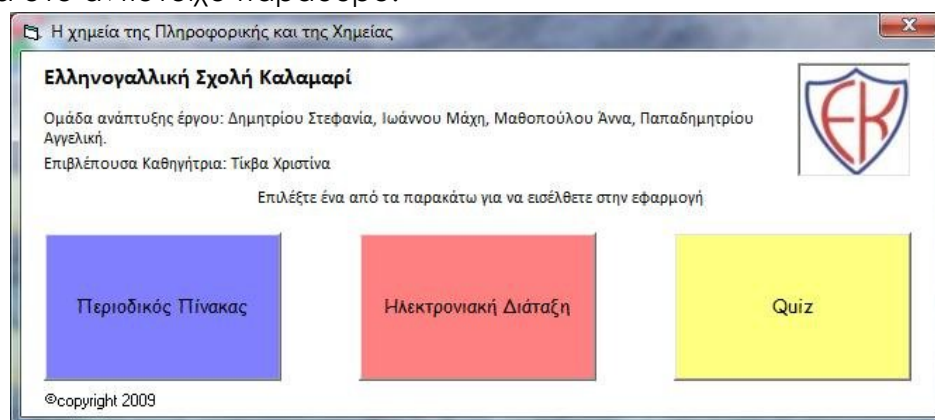 στο αντίστοιχο παράθυρο.
Η χημεία της Πληροφορικής και της Χημείας
Ελληνογαλλική Σχολή Καλαμαρί
Ομάδα ανάπτυξης έργου: Δημητρίου Στεφανία, Ιωάννου Μάχη, Μαθοπούλου Άννα, Παπαδημητρίου
Αγγελική.
Επιβλέπουσα Καθηγήτρια: Τίκβα Χριστίνα
ΕΚ
Επιλέξτε ένα από τα παρακάτω για να εισέλθετε στην εφαρμογή
Περιοδικός Πίνακας
Ηλεκτρονιακή Διάταξη
Quiz
©copyright 2009